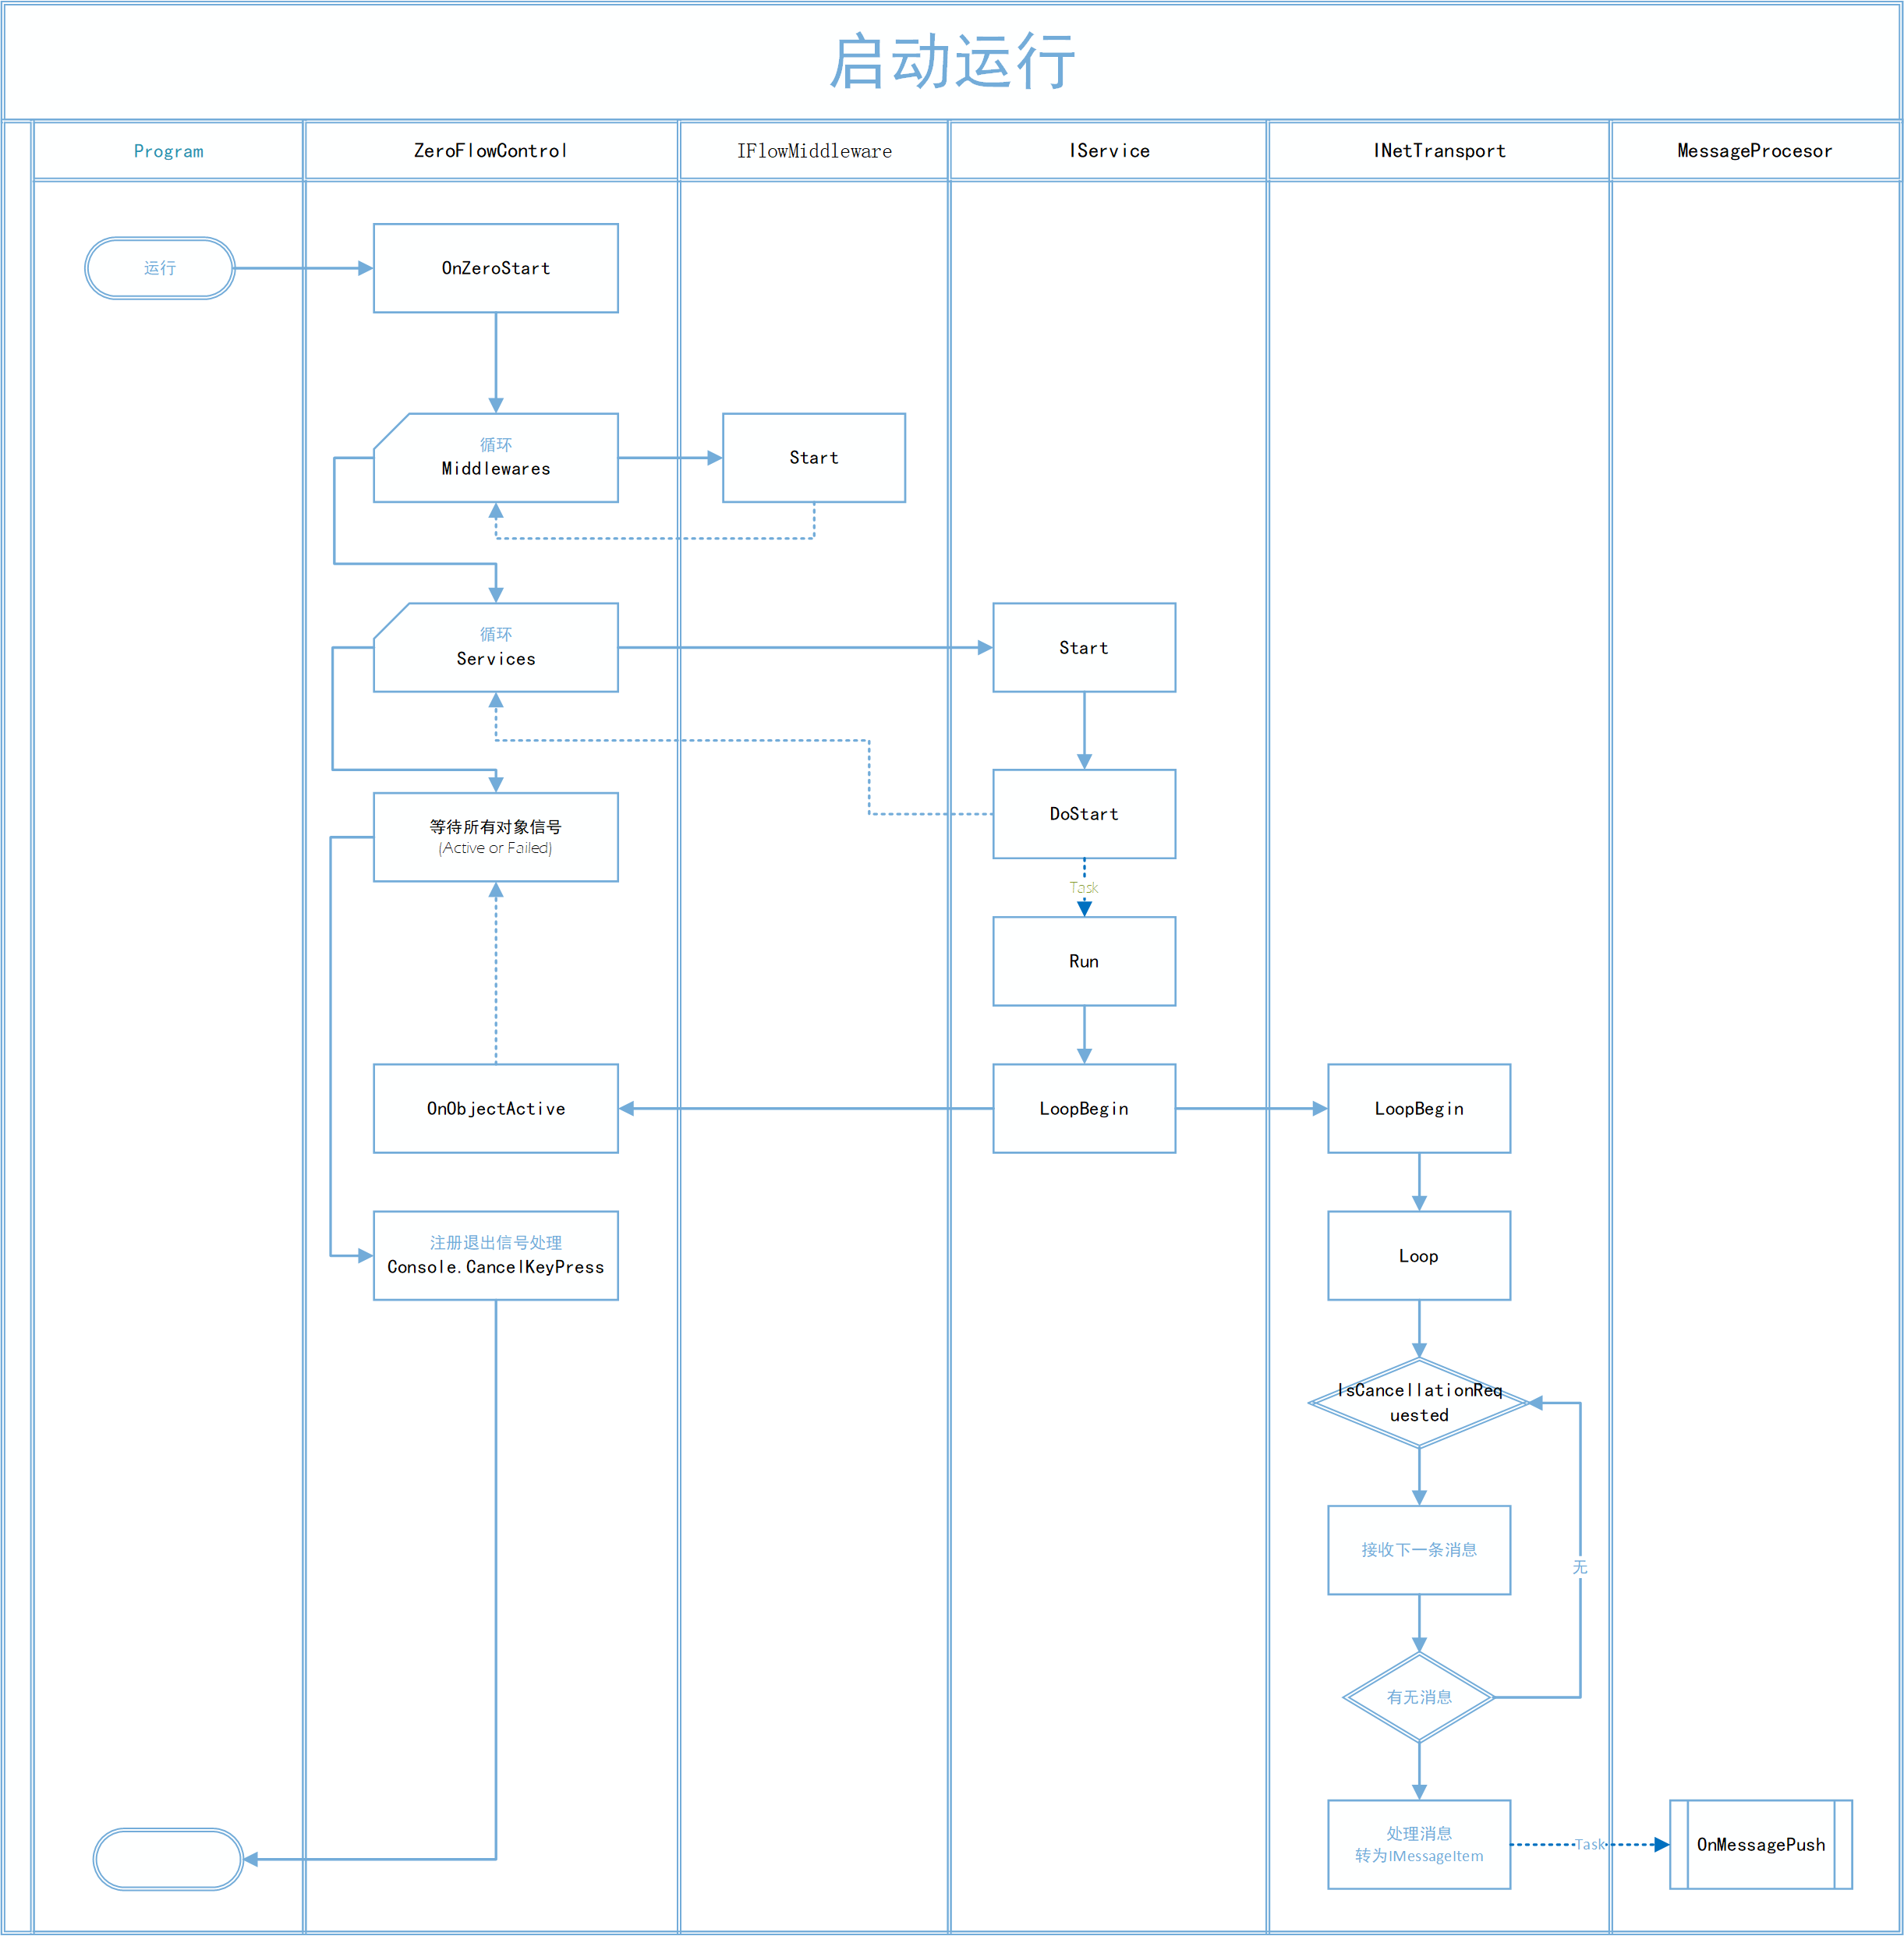 启动运行
Program
ZeroFlowControl
IFlowMiddleware
IService
INetTransport
MessageProcesor
运行
OnZeroStart
循环
Middlewares
Start
循环
Services
Start
DoStart
等待所有对象信号
(Active or Failed)
Task
Run
OnObjectActive
LoopBegin
LoopBegin
注册退出信号处理
Console.CancelKeyPress
Loop
IsCancellationReq
uested
接收下一条消息
无
有无消息
处理消息
转为IMessageItem
Task
OnMessagePush